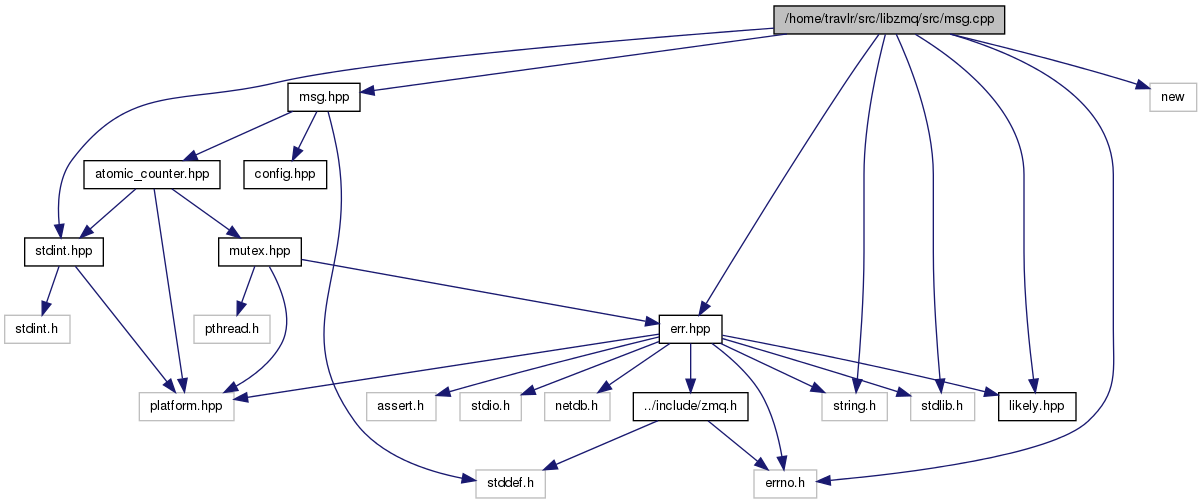 /home/travlr/src/libzmq/src/msg.cpp
msg.hpp
new
atomic_counter.hpp
config.hpp
stdint.hpp
mutex.hpp
stdint.h
pthread.h
err.hpp
platform.hpp
assert.h
stdio.h
netdb.h
../include/zmq.h
string.h
stdlib.h
likely.hpp
stddef.h
errno.h